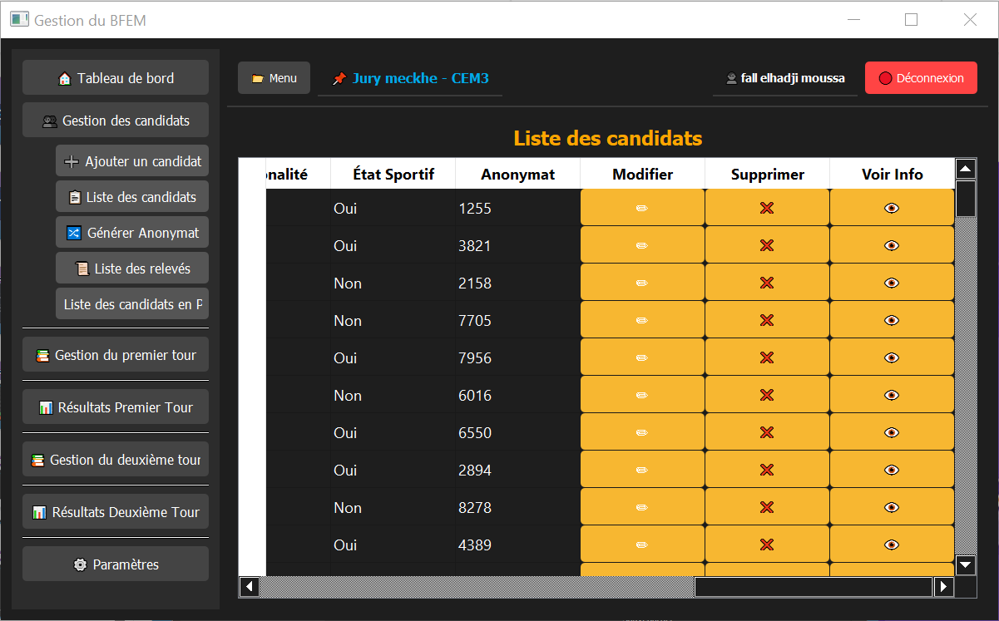 Gestion du BFEM
Tableau de bord
Gestion des candidats
Ajouter un candidat
Liste des candidats
Générer Anonymat
Liste des relevés
Liste des candidats en P
Gestion du premier tour
Résultats Premier Tour
Gestion du deuxième tour
Résultats Deuxième Tour
Paramètres
Menu
Jury meckhe - CEM3
fall elhadji moussa
Déconnexion
Liste des candidats
onalité État Sportif Anonymat Modifier Supprimer Voir Info
Oui 1255
Oui 3821
Non 2158
Non 7705
Oui 7956
Non 6016
Oui 6550
Oui 2894
Non 8278
Oui 4389